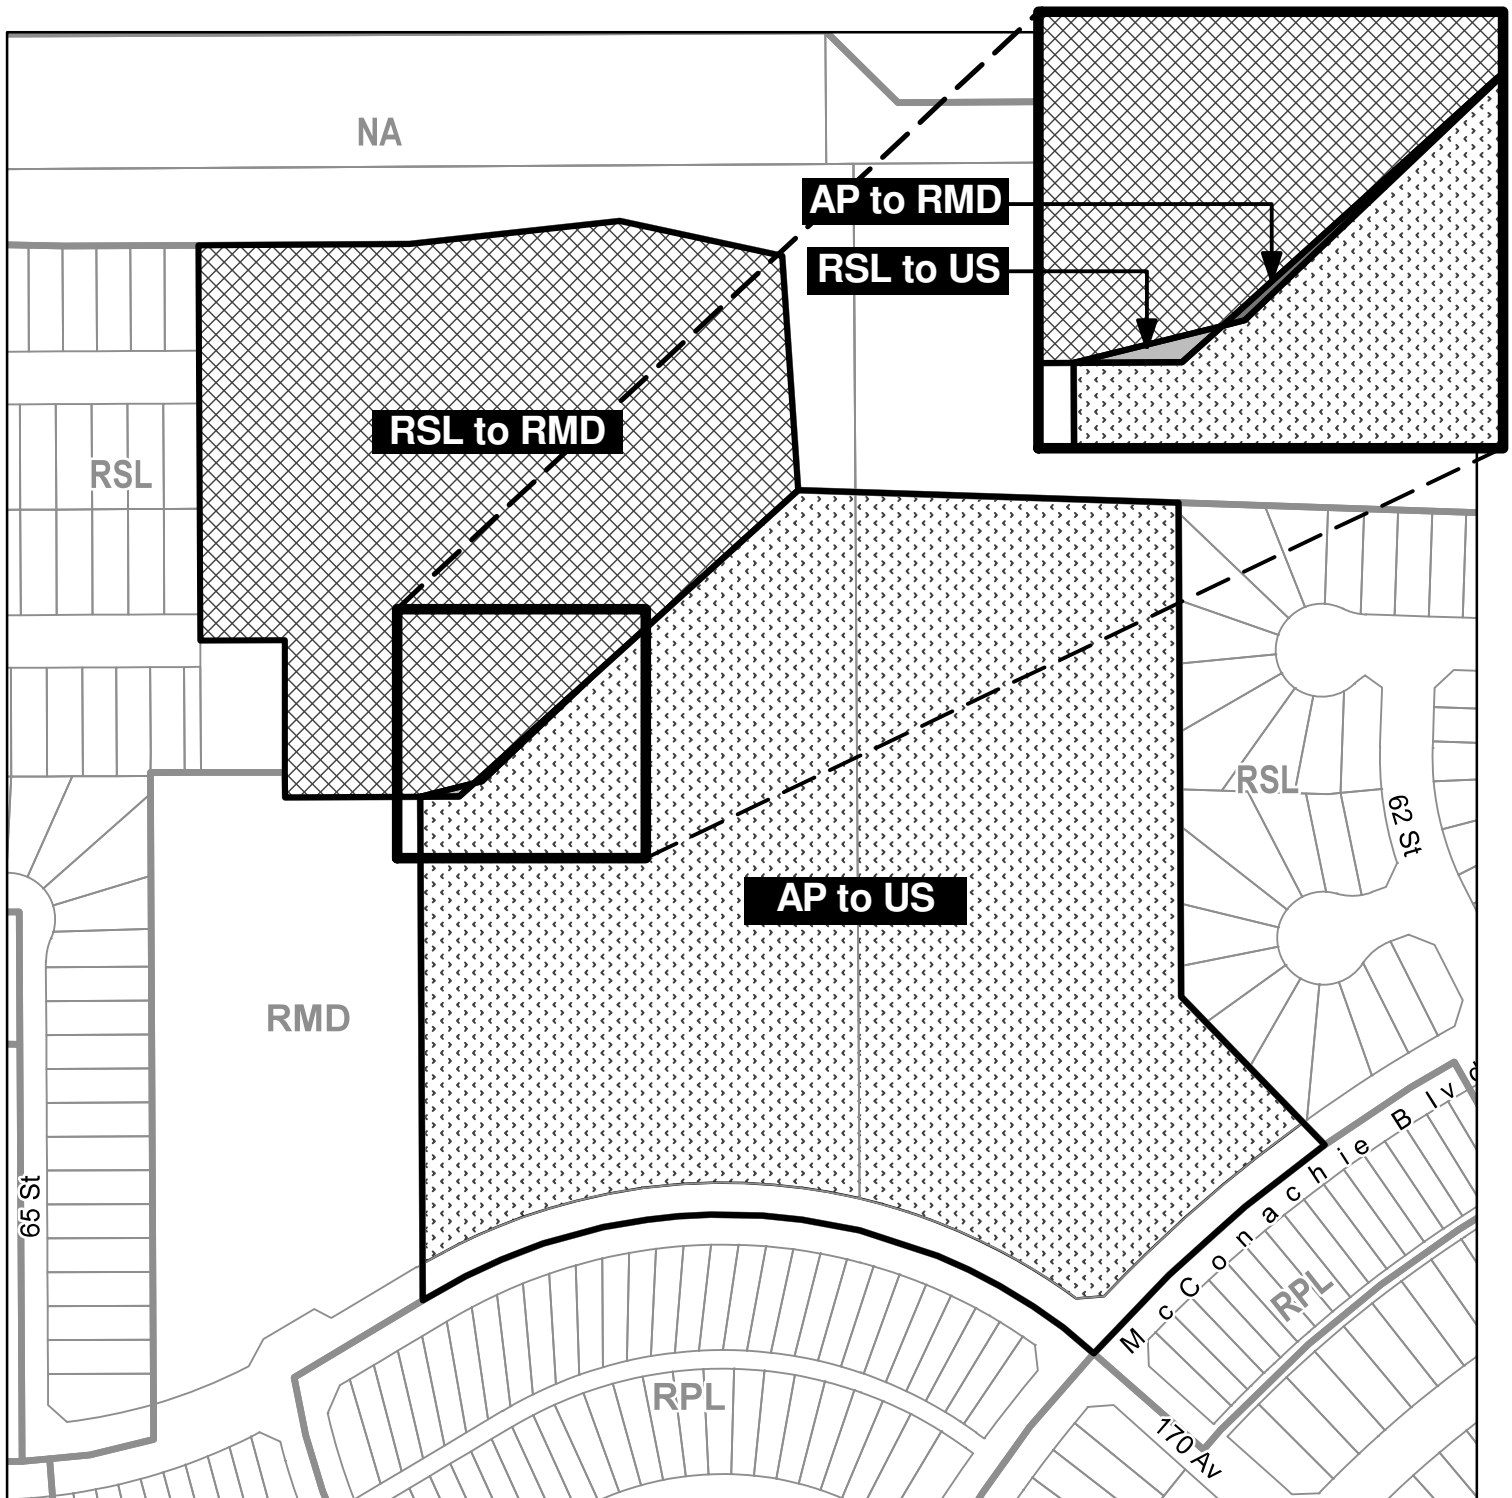 NA
AP to RMD
RSL to US
RSL to RMD
RSL
RSL
62 St
AP to US
RMD
65 St
McConachie Blvd
RPL
RPL
170 Av